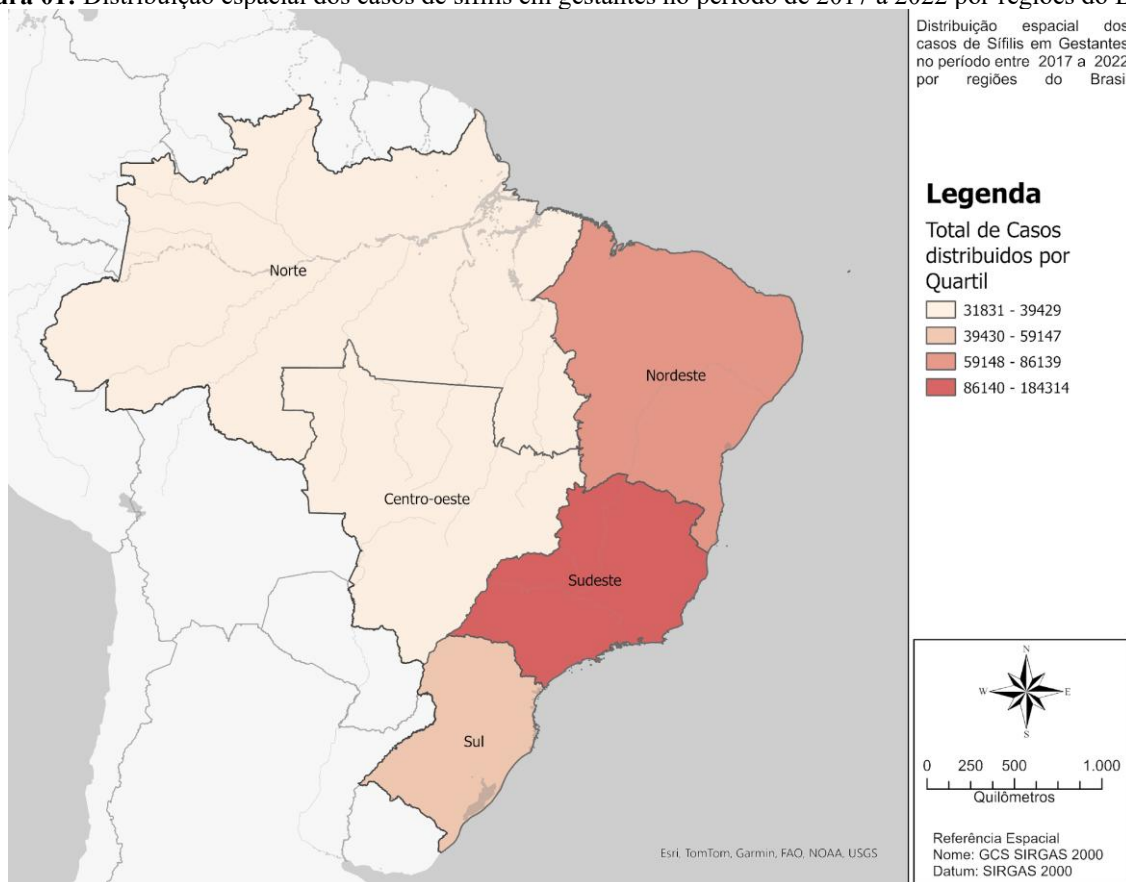 01: Distribuição espacial dos casos de sífilis em gestantes no período de 2017 a 2022 por regiões do
Distribuição espacial dos
casos de Sífilis em Gestantes
no período entre 2017 a 2022
por regiões do Brasil
Legenda
Total de Casos
distribuidos por
Quartil
31831 - 39429
39430 - 59147
59148 - 86139
86140 - 184314
Norte
Nordeste
Centro-oeste
Sudeste
Sul
N
W E
S
0 250 500 1.000
Quilômetros
Referência Espacial
Nome: GCS SIRGAS 2000
Datum: SIRGAS 2000
Esri, TomTom, Garmin, FAO, NOAA, USGS